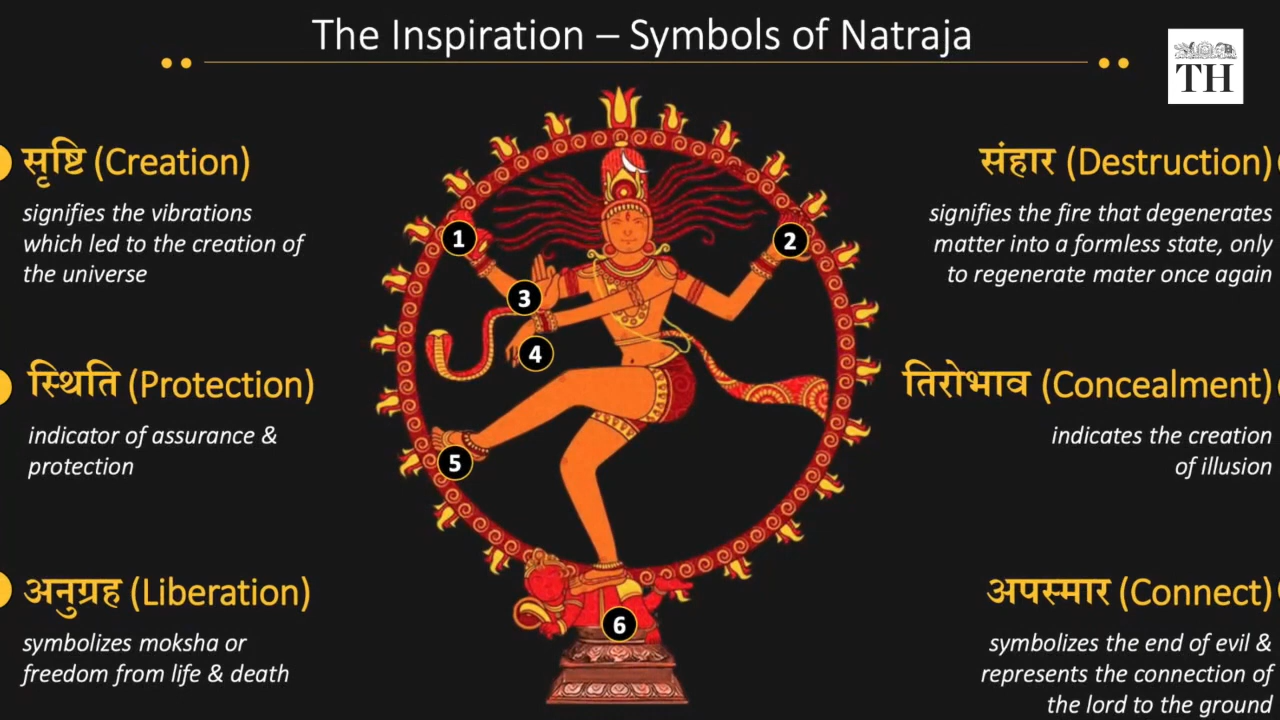 The Inspiration – Symbols of Natraja
TH
सृष्टि (Creation)
signifies the vibrations
which led to the creation of
the universe
संहार (Destruction)
signifies the fire that degenerates
matter into a formless state, only
to regenerate mater once again
1
2
3
4
स्थिति (Protection)
indicator of assurance &
protection
तिरोभाव (Concealment)
indicates the creation
of illusion
5
अनुग्रह (Liberation)
symbolizes moksha or
freedom from life & death
अपस्मार (Connect)
symbolizes the end of evil &
represents the connection of
the lord to the ground
6